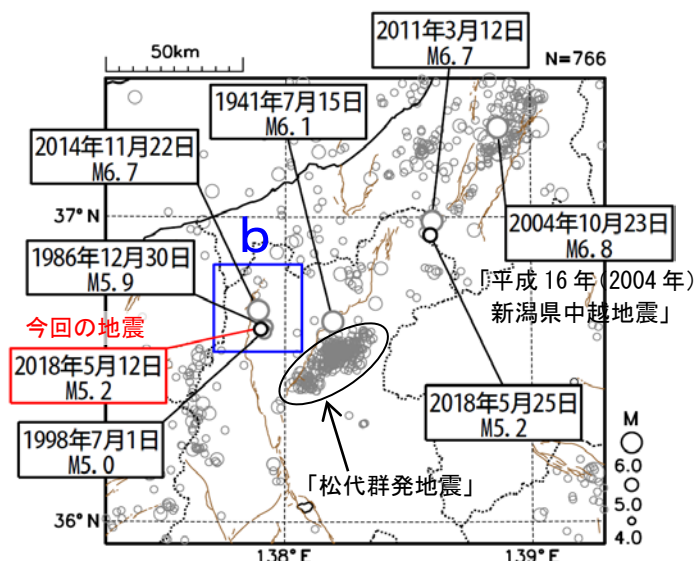 50km
N=766
2011年3月12日
M6.7
1941年7月15日
M6.1
2014年11月22日
M6.7
37°N
b
2004年10月23日
M6.8
「平成 16 年(2004 年)
新潟県中越地震」
1986年12月30日
M5.9
今回の地震
2018年5月12日
M5.2
1998年7月1日
M5.0
2018年5月25日
M5.2
「松代群発地震」
M
6.0
5.0
4.0
36°N
138°E
139°E